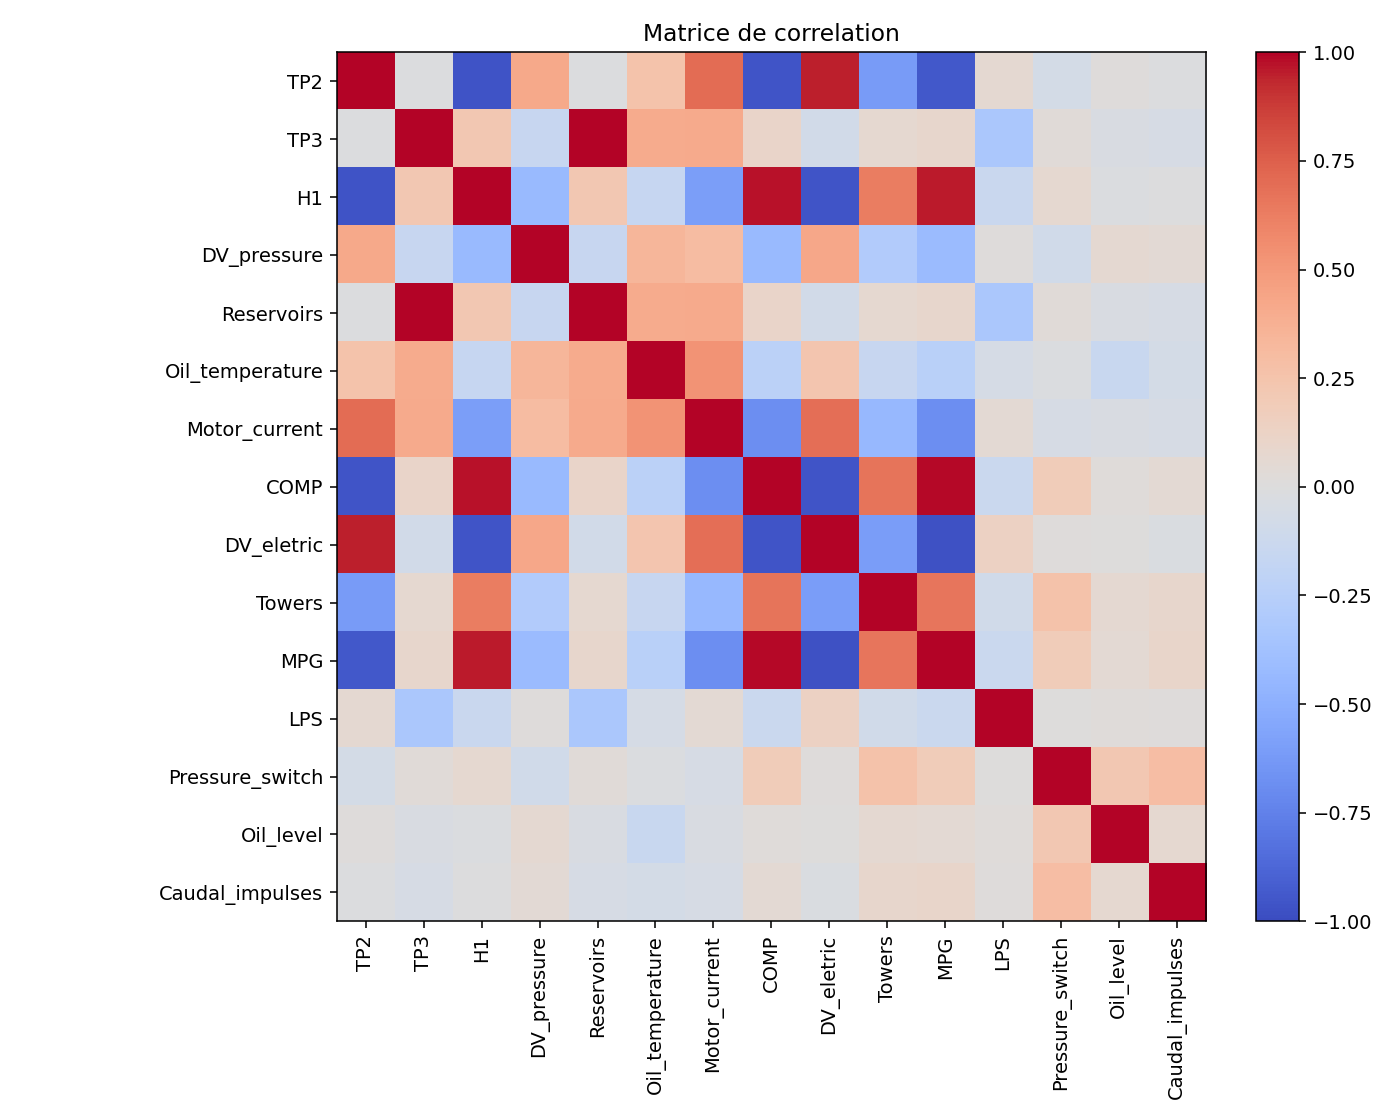 Matrice de correlation
TP2
TP3
H1
DV_pressure
Reservoirs
Oil_temperature
Motor_current
COMP
DV_eletric
Towers
MPG
LPS
Pressure_switch
Oil_level
Caudal_impulses
TP2
TP3
H1
DV_pressure
Reservoirs
Oil_temperature
Motor_current
COMP
DV_eletric
Towers
MPG
LPS
Pressure_switch
Oil_level
Caudal_impulses
1.00
0.75
0.50
0.25
0.00
−0.25
−0.50
−0.75
−1.00